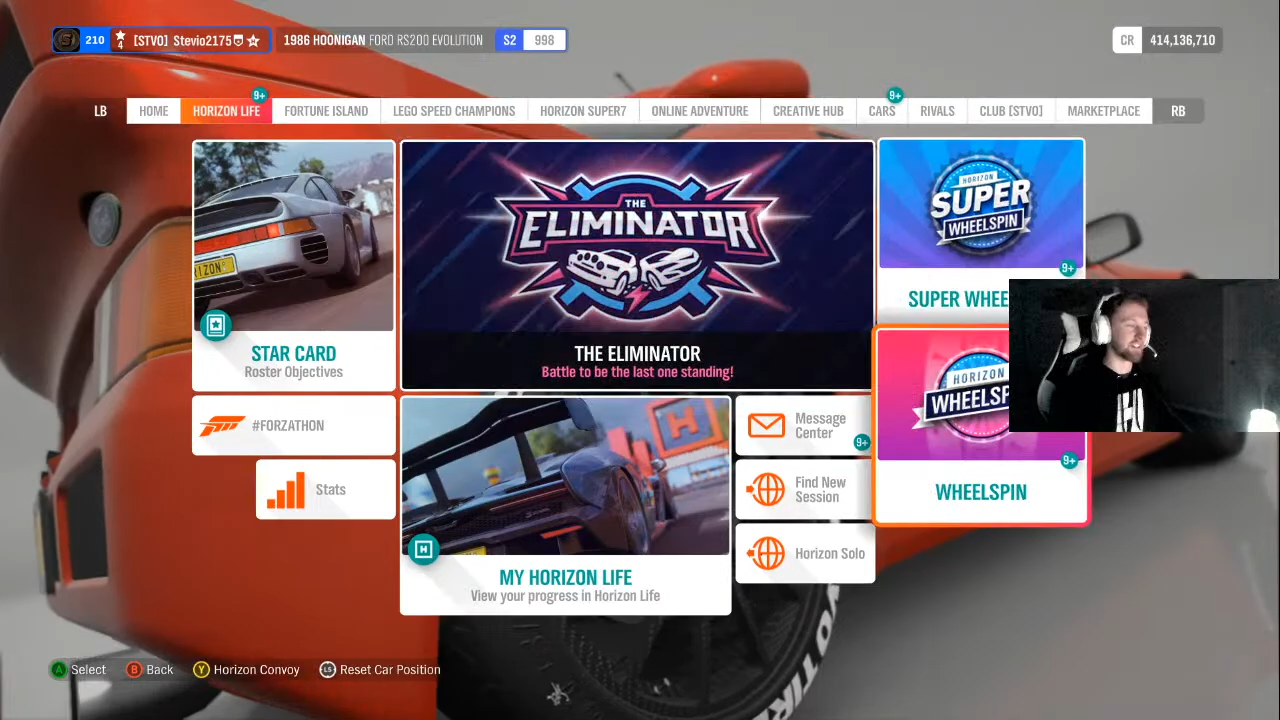 210 4 [STVO] Stevio2175 1986 HOONIGAN FORD RS200 EVOLUTION S2 998 CR 414,136,710
9+ 9+
LB HOME HORIZON LIFE FORTUNE ISLAND LEGO SPEED CHAMPIONS HORIZON SUPER7 ONLINE ADVENTURE CREATIVE HUB CARS RIVALS CLUB [STVO] MARKETPLACE RB
THE
ELIMINATOR
HORIZON
SUPER
WHEELSPIN
9+
STAR CARD
Roster Objectives
THE ELIMINATOR
Battle to be the last one standing!
SUPER WHEE
HORIZON
WHEELSP
#FORZATHON
Message
Center
9+
9+
Stats
Find New
Session
WHEELSPIN
Horizon Solo
MY HORIZON LIFE
View your progress in Horizon Life
A Select B Back Y Horizon Convoy LS Reset Car Position